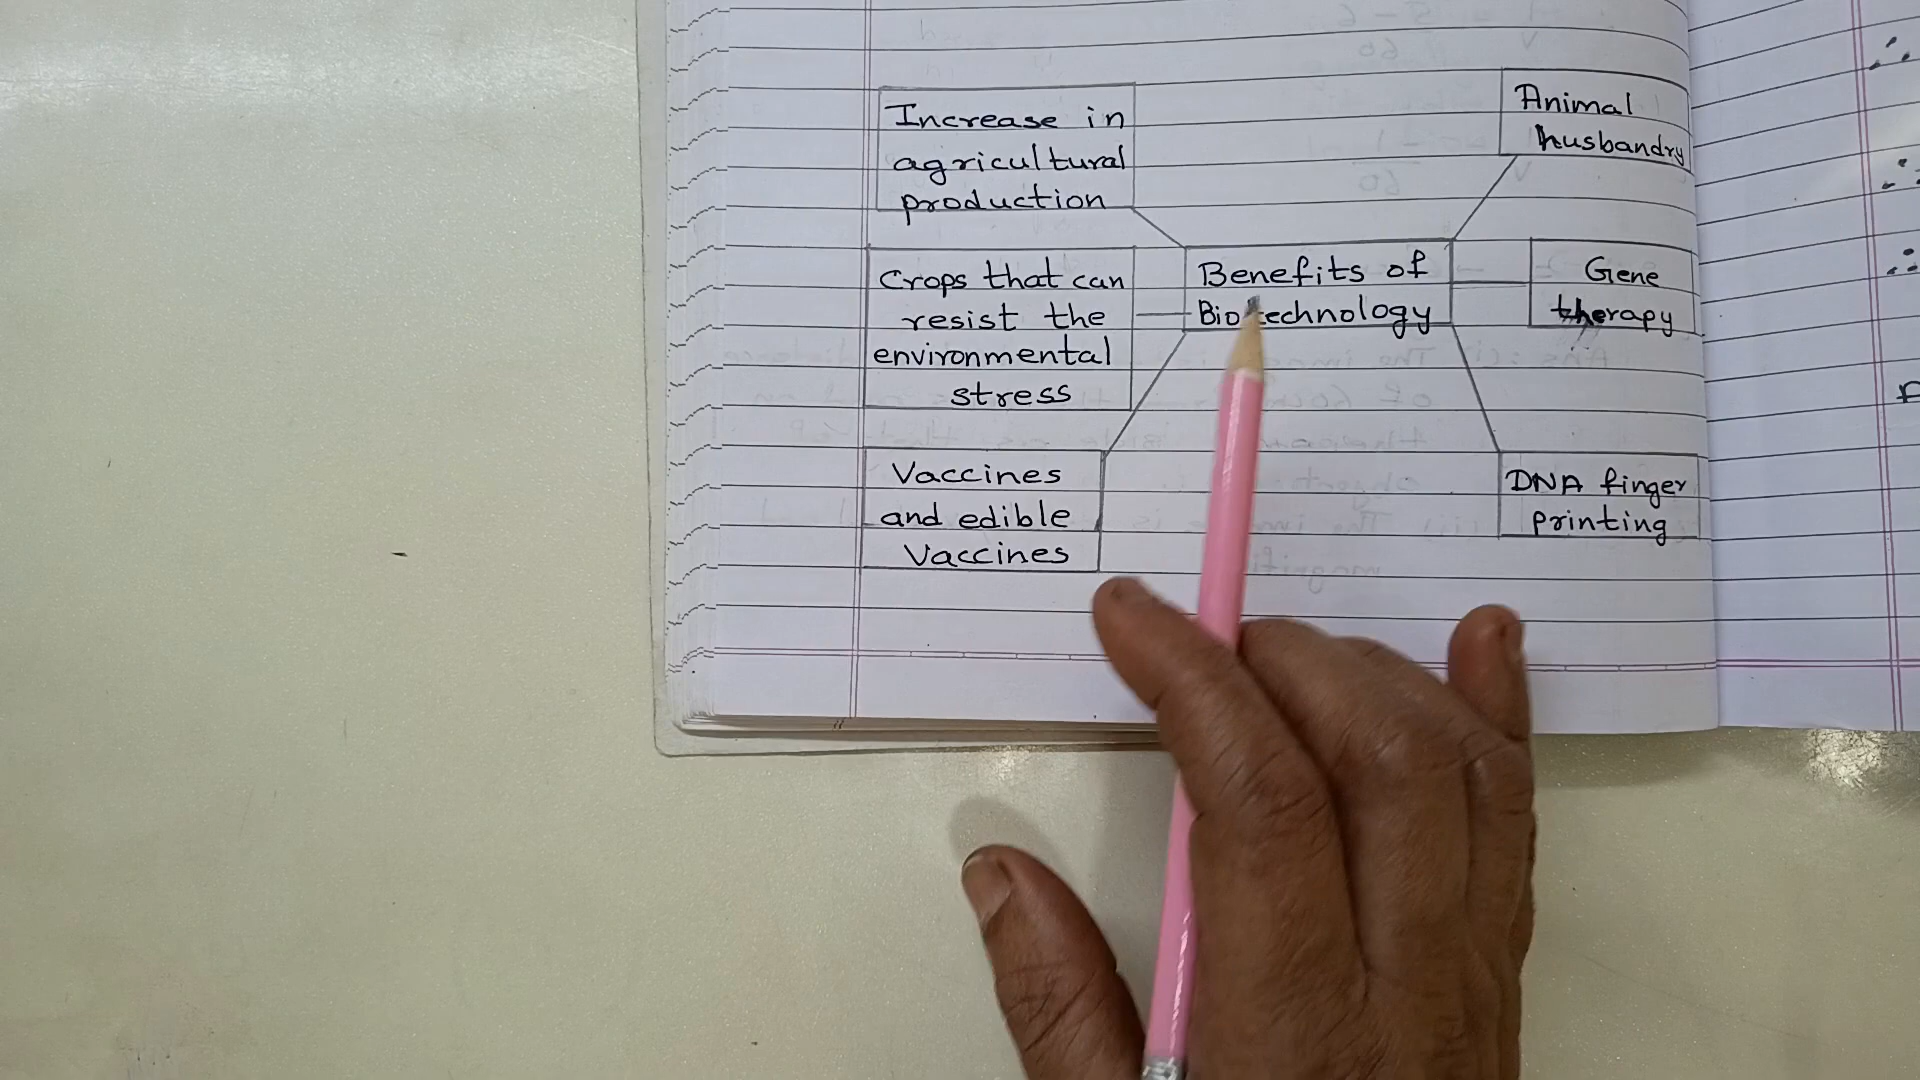 Increase in
agricultural
production
Animal
husbandry
Crops that can
resist the
environmental
stress
Benefits of
Biotechnology
Gene
therapy
Vaccines
and edible
Vaccines
DNA finger
printing